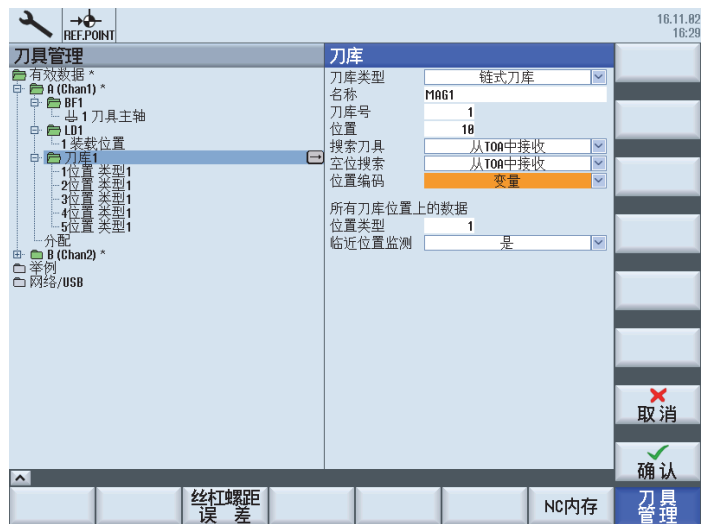 REF.POINT
16.11.02
16:29
刀具管理
有效数据 *
A (Chan1) *
BF1
1 刀具主轴
LD1
1 装载位置
刀库1
1位置 类型1
2位置 类型1
3位置 类型1
4位置 类型1
5位置 类型1
分配
B (Chan2) *
举例
网络/USB
刀库
刀库类型 链式刀库
名称 MAG1
刀库号 1
位置 10
搜索刀具 从TOA中接收
空位搜索 从TOA中接收
位置编码 变量
所有刀库位置上的数据
位置类型 1
临近位置监测 是
取消
确认
丝杠螺距
误 差
NC内存
刀具
管理